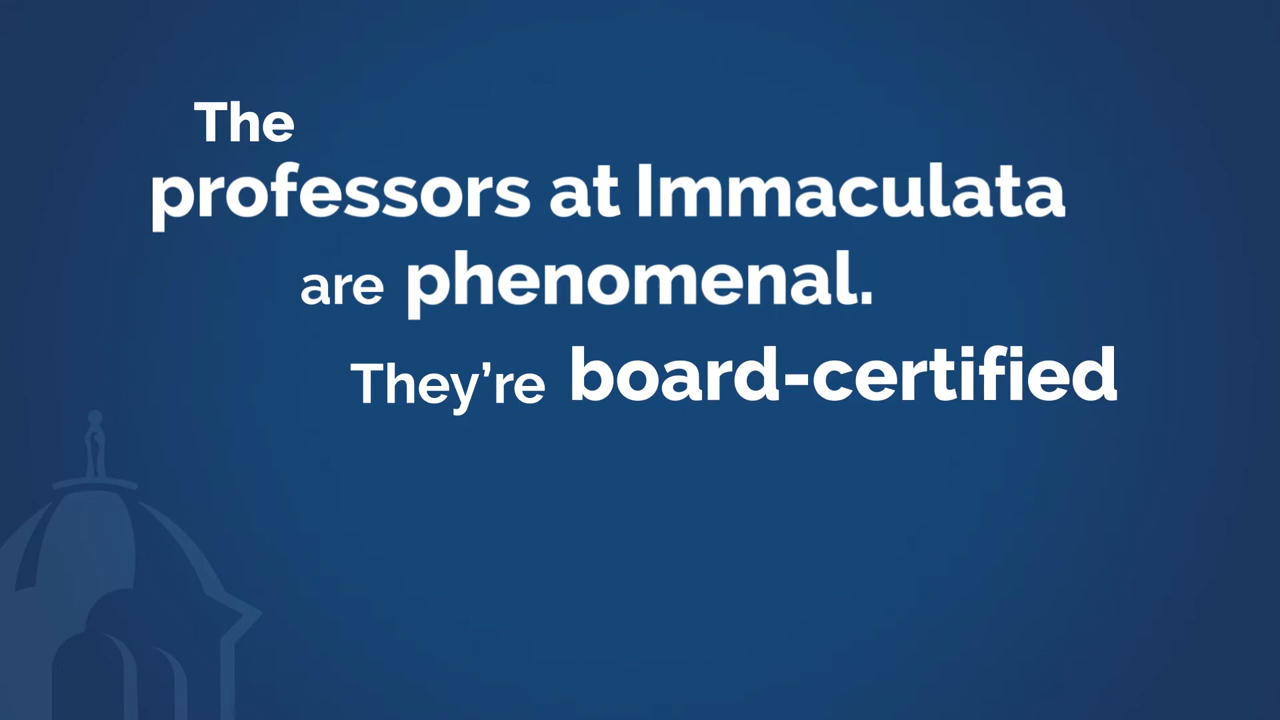 The
professors at Immaculata
are phenomenal.
They’re board-certified